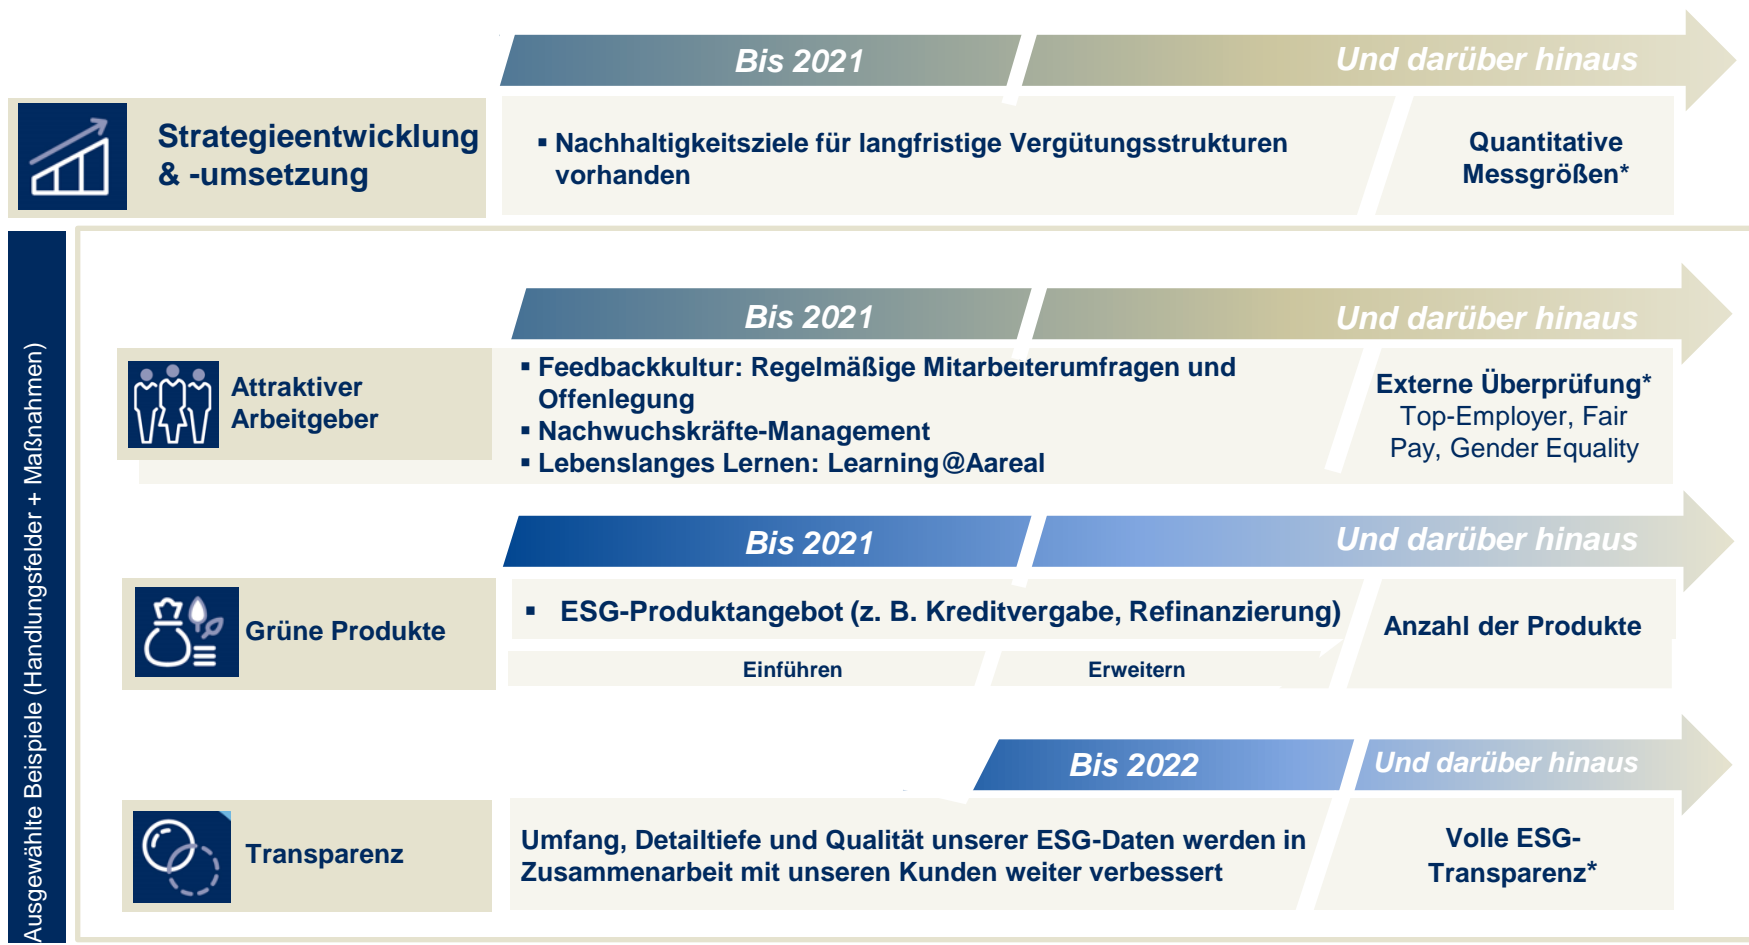 Bis 2021
Und darüber hinaus
Strategieentwicklung
& -umsetzung
▪ Nachhaltigkeitsziele für langfristige Vergütungsstrukturen
vorhanden
Quantitative
Messgrößen*
Ausgewählte Beispiele (Handlungsfelder + Maßnahmen)
Bis 2021
Und darüber hinaus
Attraktiver
Arbeitgeber
▪ Feedbackkultur: Regelmäßige Mitarbeiterumfragen und
Offenlegung
▪ Nachwuchskräfte-Management
▪ Lebenslanges Lernen: Learning@Aareal
Externe Überprüfung*
Top-Employer, Fair
Pay, Gender Equality
Bis 2021
Und darüber hinaus
Grüne Produkte
▪ ESG-Produktangebot (z. B. Kreditvergabe, Refinanzierung)
Einführen
Erweitern
Anzahl der Produkte
Bis 2022
Und darüber hinaus
Transparenz
Umfang, Detailtiefe und Qualität unserer ESG-Daten werden in
Zusammenarbeit mit unseren Kunden weiter verbessert
Volle ESG-
Transparenz*